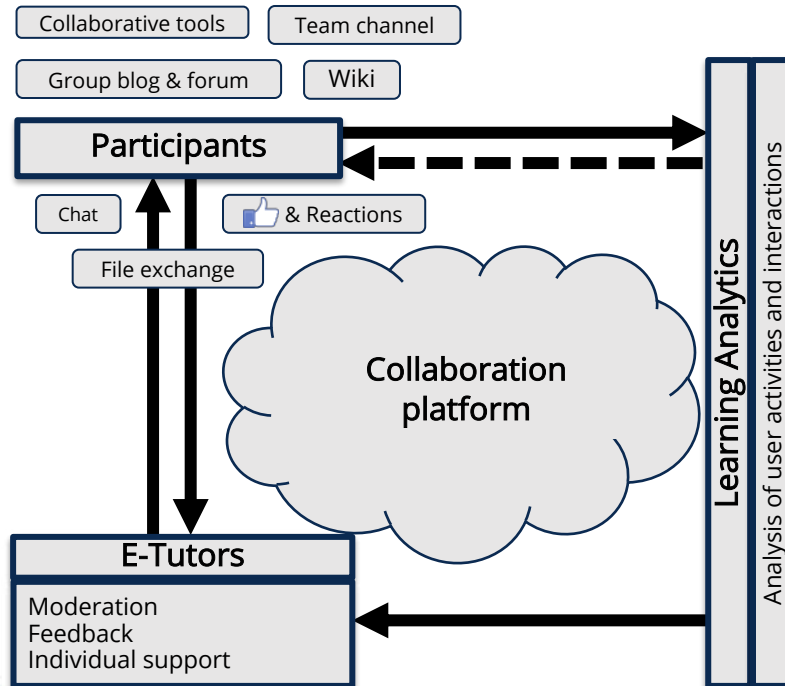 Collaborative tools
Team channel
Group blog & forum
Wiki
Participants
Chat
& Reactions
File exchange
Collaboration
platform
Learning Analytics
Analysis of user activities and interactions
E-Tutors
Moderation
Feedback
Individual support